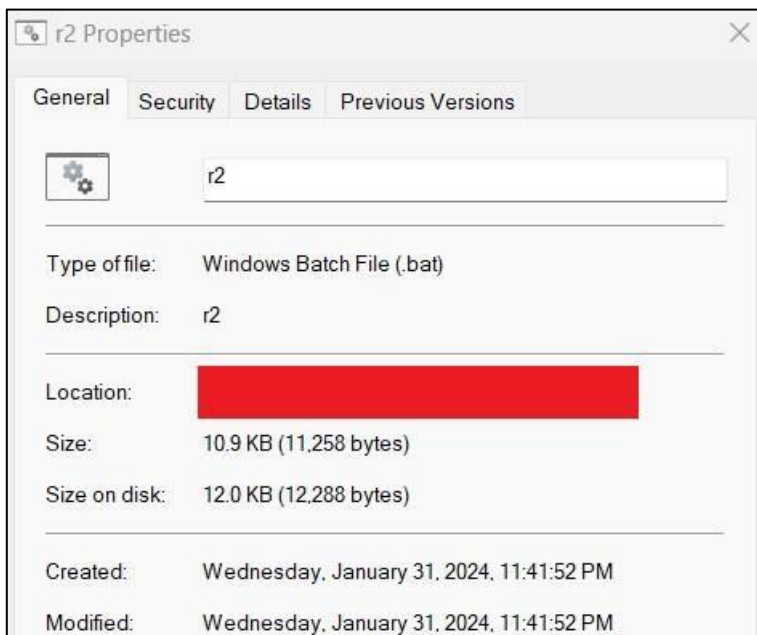 r2 Properties
General Security Details Previous Versions
r2
Type of file: Windows Batch File (.bat)
Description: r2
Location:
Size: 10.9 KB (11,258 bytes)
Size on disk: 12.0 KB (12,288 bytes)
Created: Wednesday, January 31, 2024, 11:41:52 PM
Modified: Wednesday, January 31, 2024, 11:41:52 PM